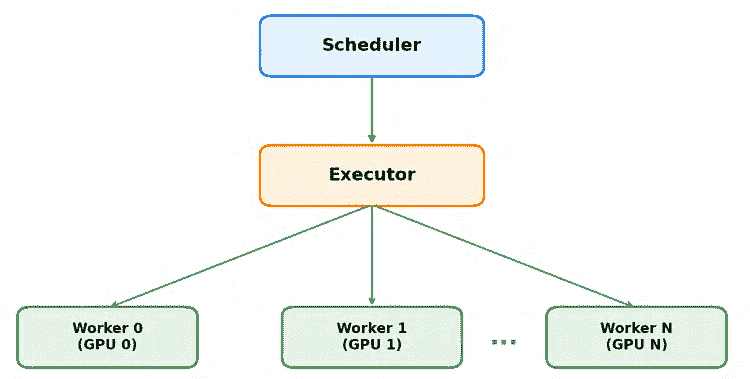 Scheduler
Executor
Worker 0
(GPU 0)
Worker 1
(GPU 1)
...
Worker N
(GPU N)